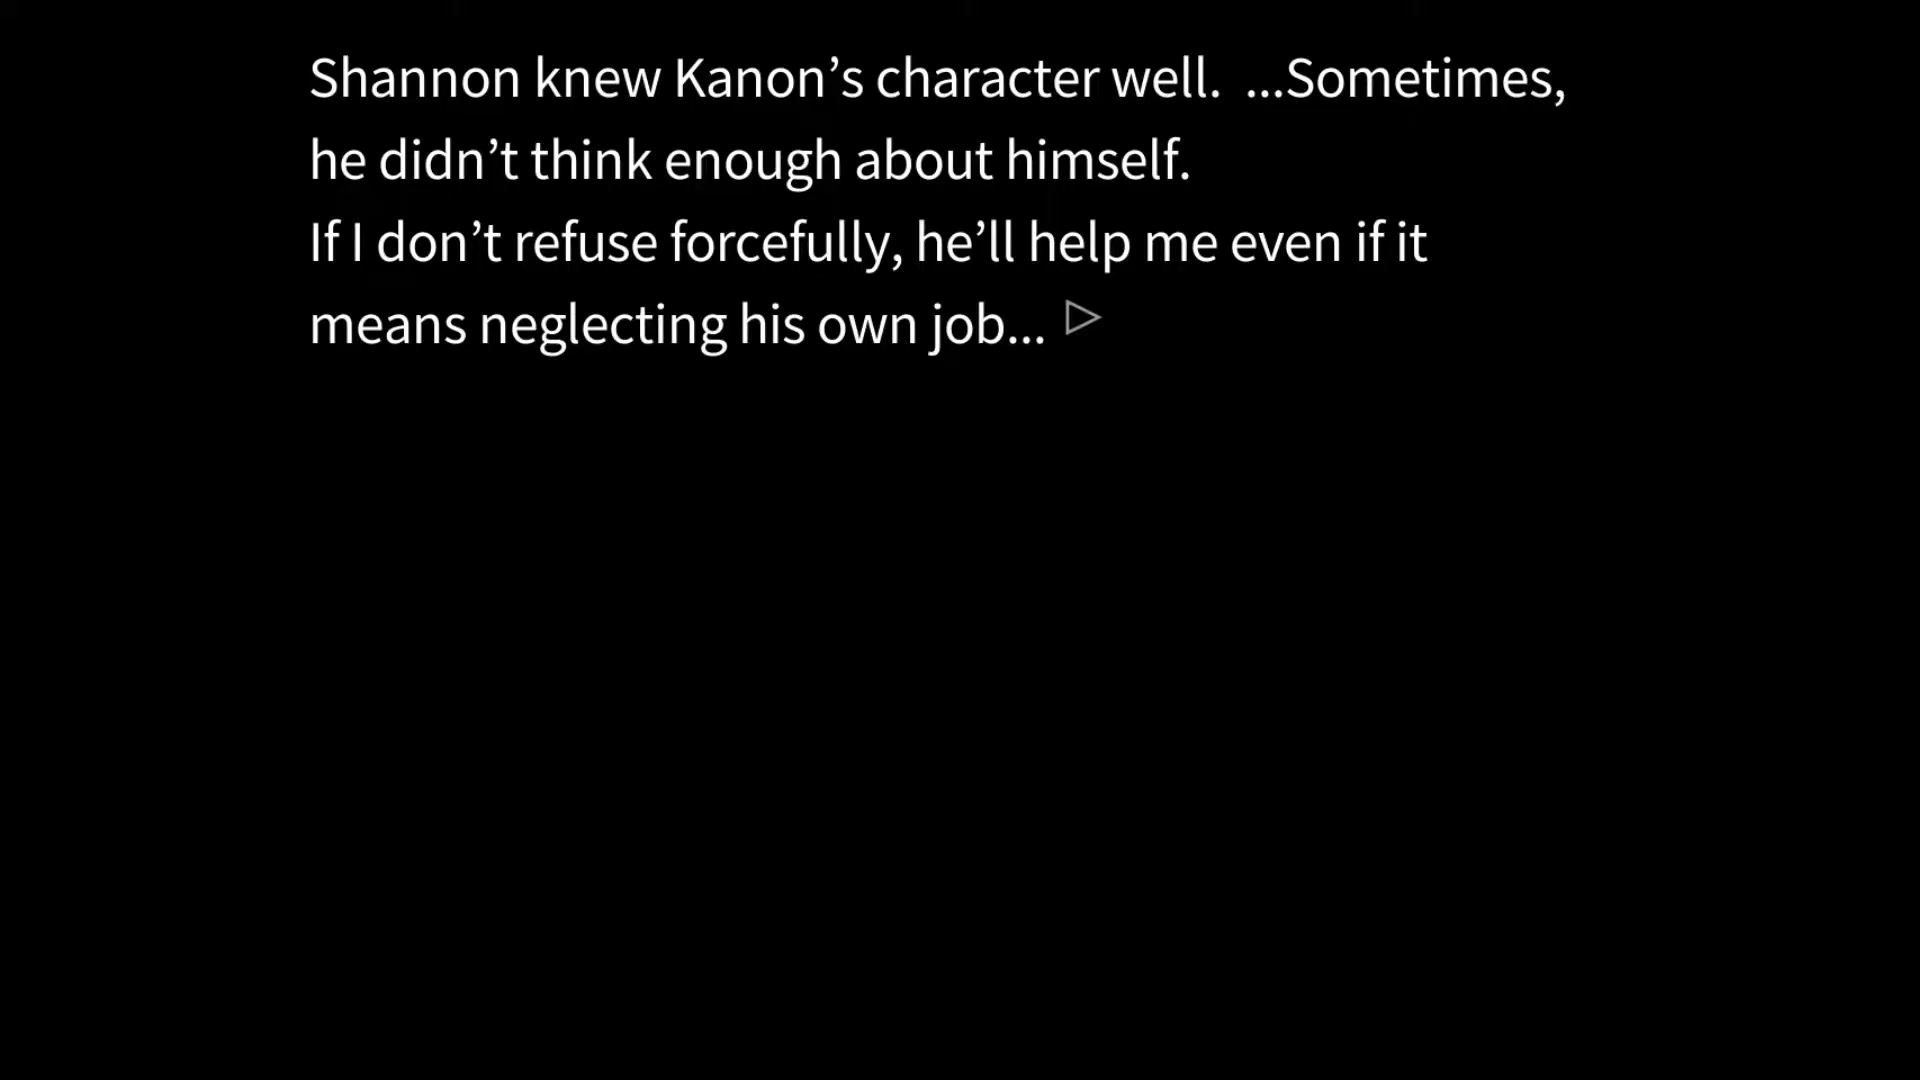 Shannon knew Kanon’s character well.  ...Sometimes,
he didn’t think enough about himself.
If I don’t refuse forcefully, he’ll help me even if it
means neglecting his own job...